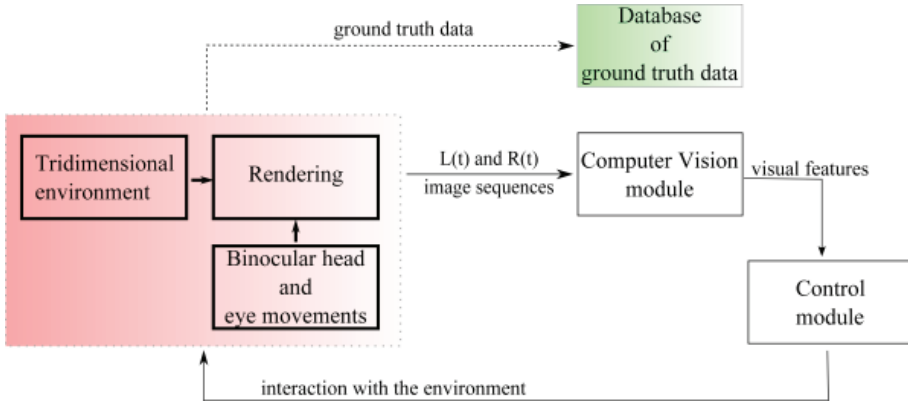 ground truth data
Database
of
ground truth data
Tridimensional
environment
Rendering
Binocular head
and
eye movements
L(t) and R(t)
image sequences
Computer Vision
module
visual features
Control
module
interaction with the environment